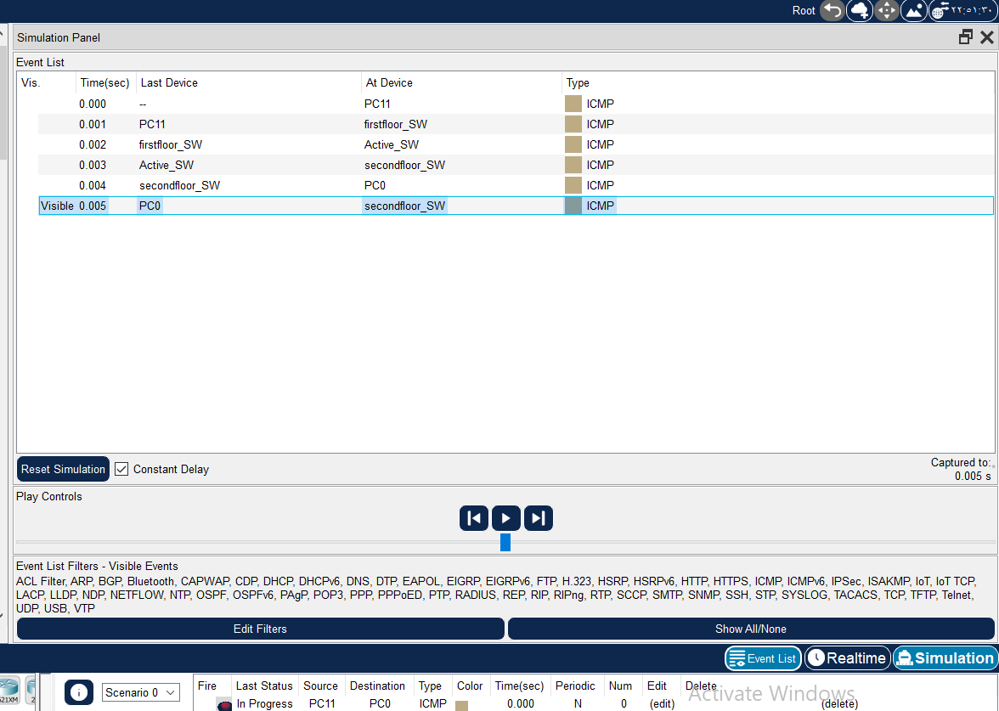 Root ٢٢:٥١:٣٠
Simulation Panel
Event List
Vis. Time(sec) Last Device At Device Type
0.000 -- PC11 ICMP
0.001 PC11 firstfloor_SW ICMP
0.002 firstfloor_SW Active_SW ICMP
0.003 Active_SW secondfloor_SW ICMP
0.004 secondfloor_SW PC0 ICMP
Visible 0.005 PC0 secondfloor_SW ICMP
Reset Simulation Constant Delay
Captured to:
0.005 s
Play Controls
Event List Filters - Visible Events
ACL Filter, ARP, BGP, Bluetooth, CAPWAP, CDP, DHCP, DHCPv6, DNS, DTP, EAPOL, EIGRP, EIGRPv6, FTP, H.323, HSRP, HSRPv6, HTTP, HTTPS, ICMP, ICMPv6, IPSec, ISAKMP, IoT, IoT TCP,
LACP, LLDP, NDP, NETFLOW, NTP, OSPF, OSPFv6, PAgP, POP3, PPP, PPPoED, PTP, RADIUS, REP, RIP, RIPng, RTP, SCCP, SMTP, SNMP, SSH, STP, SYSLOG, TACACS, TCP, TFTP, Telnet,
UDP, USB, VTP
Edit Filters Show All/None
Event List Realtime Simulation
Scenario 0
Fire Last Status Source Destination Type Color Time(sec) Periodic Num Edit Delete
In Progress PC11 PC0 ICMP 0.000 N 0 (edit) (delete)
Activate Windows